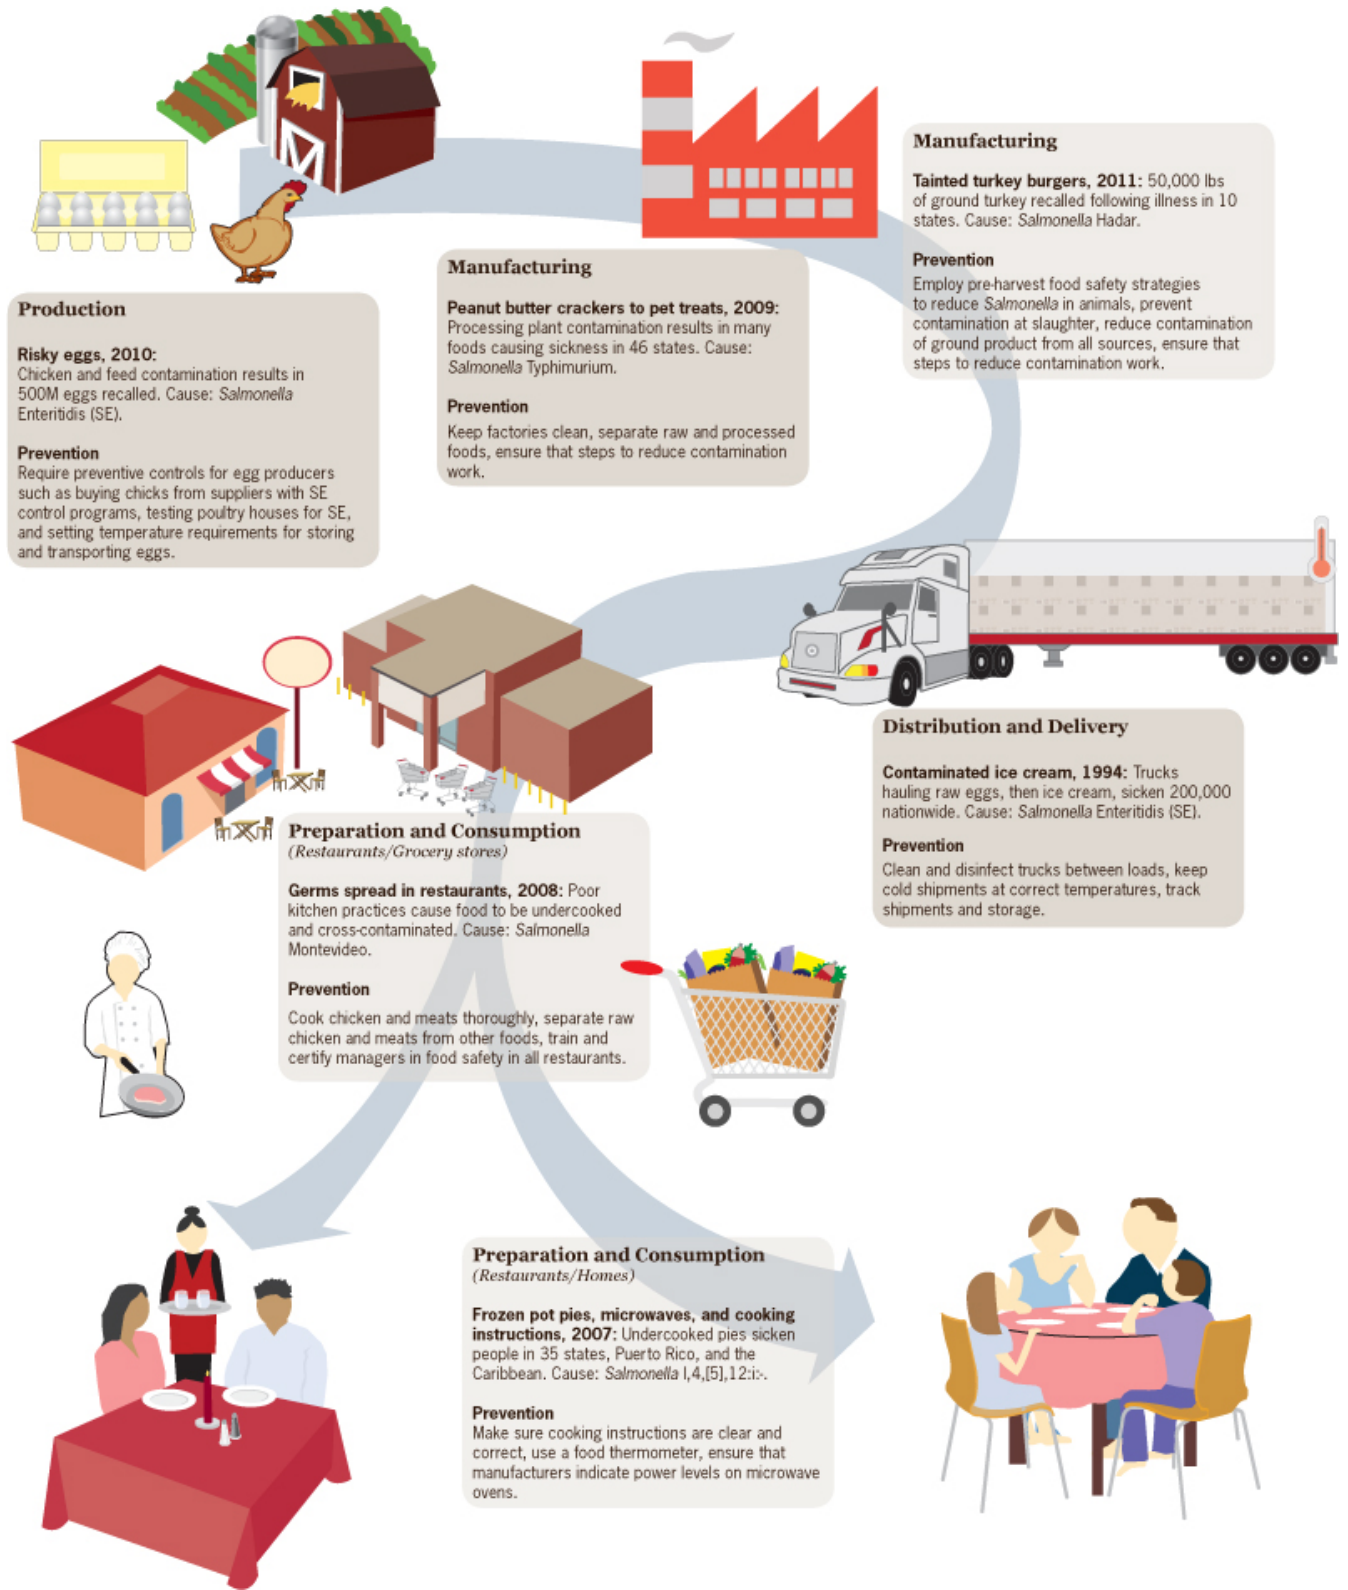 Production
Risky eggs, 2010:
Chicken and feed contamination results in
500M eggs recalled. Cause: Salmonella
Enteritidis (SE).
Prevention
Require preventive controls for egg producers
such as buying chicks from suppliers with SE
control programs, testing poultry houses for SE,
and setting temperature requirements for storing
and transporting eggs.
Manufacturing
Peanut butter crackers to pet treats, 2009:
Processing plant contamination results in many
foods causing sickness in 46 states. Cause:
Salmonella Typhimurium.
Prevention
Keep factories clean, separate raw and processed
foods, ensure that steps to reduce contamination
work.
Manufacturing
Tainted turkey burgers, 2011: 50,000 lbs
of ground turkey recalled following illness in 10
states. Cause: Salmonella Hadar.
Prevention
Employ pre-harvest food safety strategies
to reduce Salmonella in animals, prevent
contamination at slaughter, reduce contamination
of ground product from all sources, ensure that
steps to reduce contamination work.
Distribution and Delivery
Contaminated ice cream, 1994: Trucks
hauling raw eggs, then ice cream, sicken 200,000
nationwide. Cause: Salmonella Enteritidis (SE).
Prevention
Clean and disinfect trucks between loads, keep
cold shipments at correct temperatures, track
shipments and storage.
Preparation and Consumption
(Restaurants/Grocery stores)
Germs spread in restaurants, 2008: Poor
kitchen practices cause food to be undercooked
and cross-contaminated. Cause: Salmonella
Montevideo.
Prevention
Cook chicken and meats thoroughly, separate raw
chicken and meats from other foods, train and
certify managers in food safety in all restaurants.
Preparation and Consumption
(Restaurants/Homes)
Frozen pot pies, microwaves, and cooking
instructions, 2007: Undercooked pies sicken
people in 35 states, Puerto Rico, and the
Caribbean. Cause: Salmonella I,4,[5],12:i:-.
Prevention
Make sure cooking instructions are clear and
correct, use a food thermometer, ensure that
manufacturers indicate power levels on microwave
ovens.